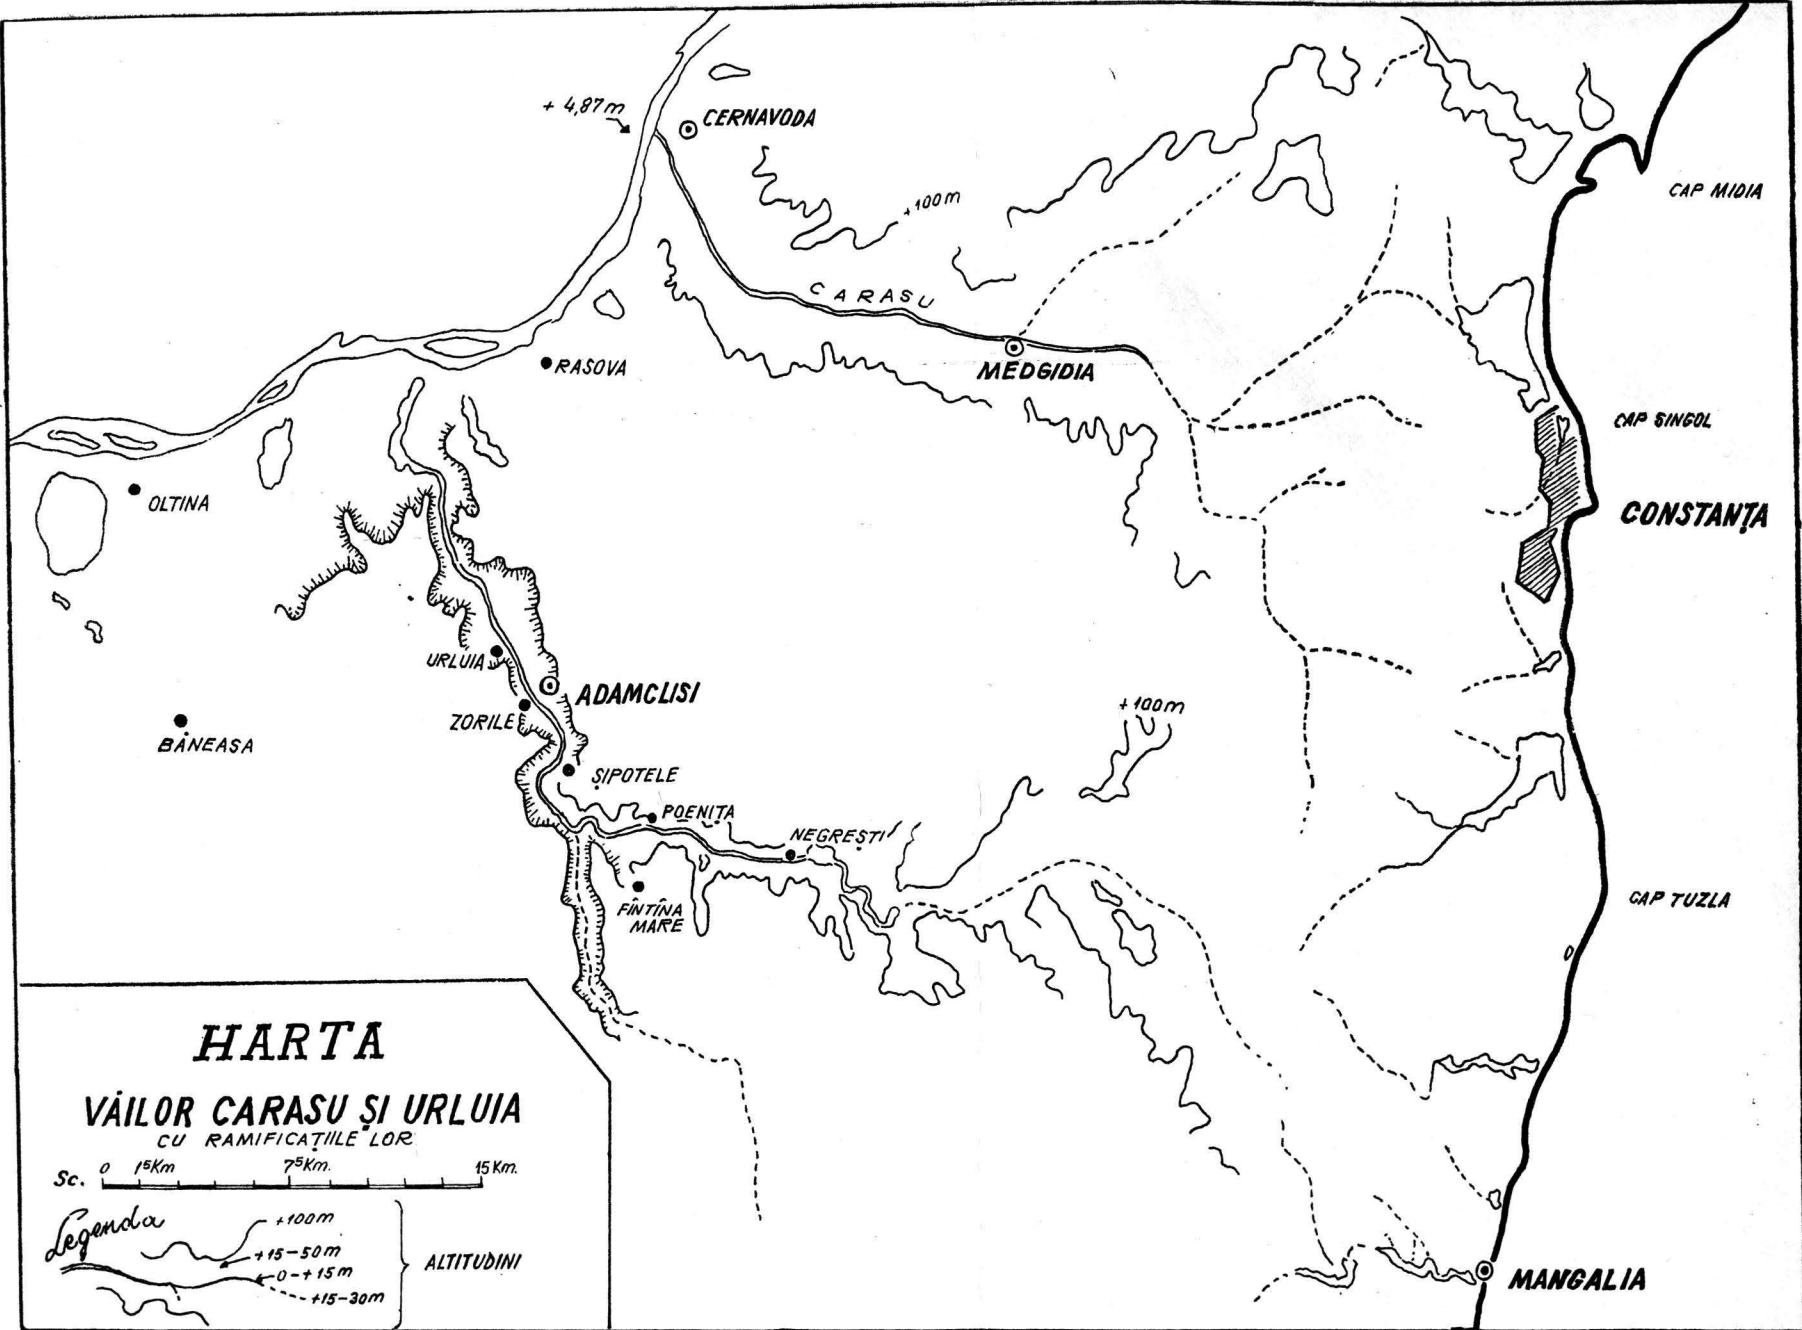 + 4,87m
CERNAVODA
+100m
CAP MIDIA
CARASU
RASOVA
MEDGIDIA
CAP SINGOL
OLTINA
CONSTANȚA
URLUIA
ADAMCLISI
ZORILE
+100m
BĂNEASA
ȘIPOTELE
POENIȚA
NEGREȘTI
FÎNTÎNA
MARE
CAP TUZLA
HARTA
VĂILOR CARASU ȘI URLUIA
CU RAMIFICAȚIILE LOR
Sc. 0 1⁵Km 7⁵Km. 15 Km.
Legenda
+100m
+15-50m
0-+15m
+15-30m
ALTITUDINI
MANGALIA